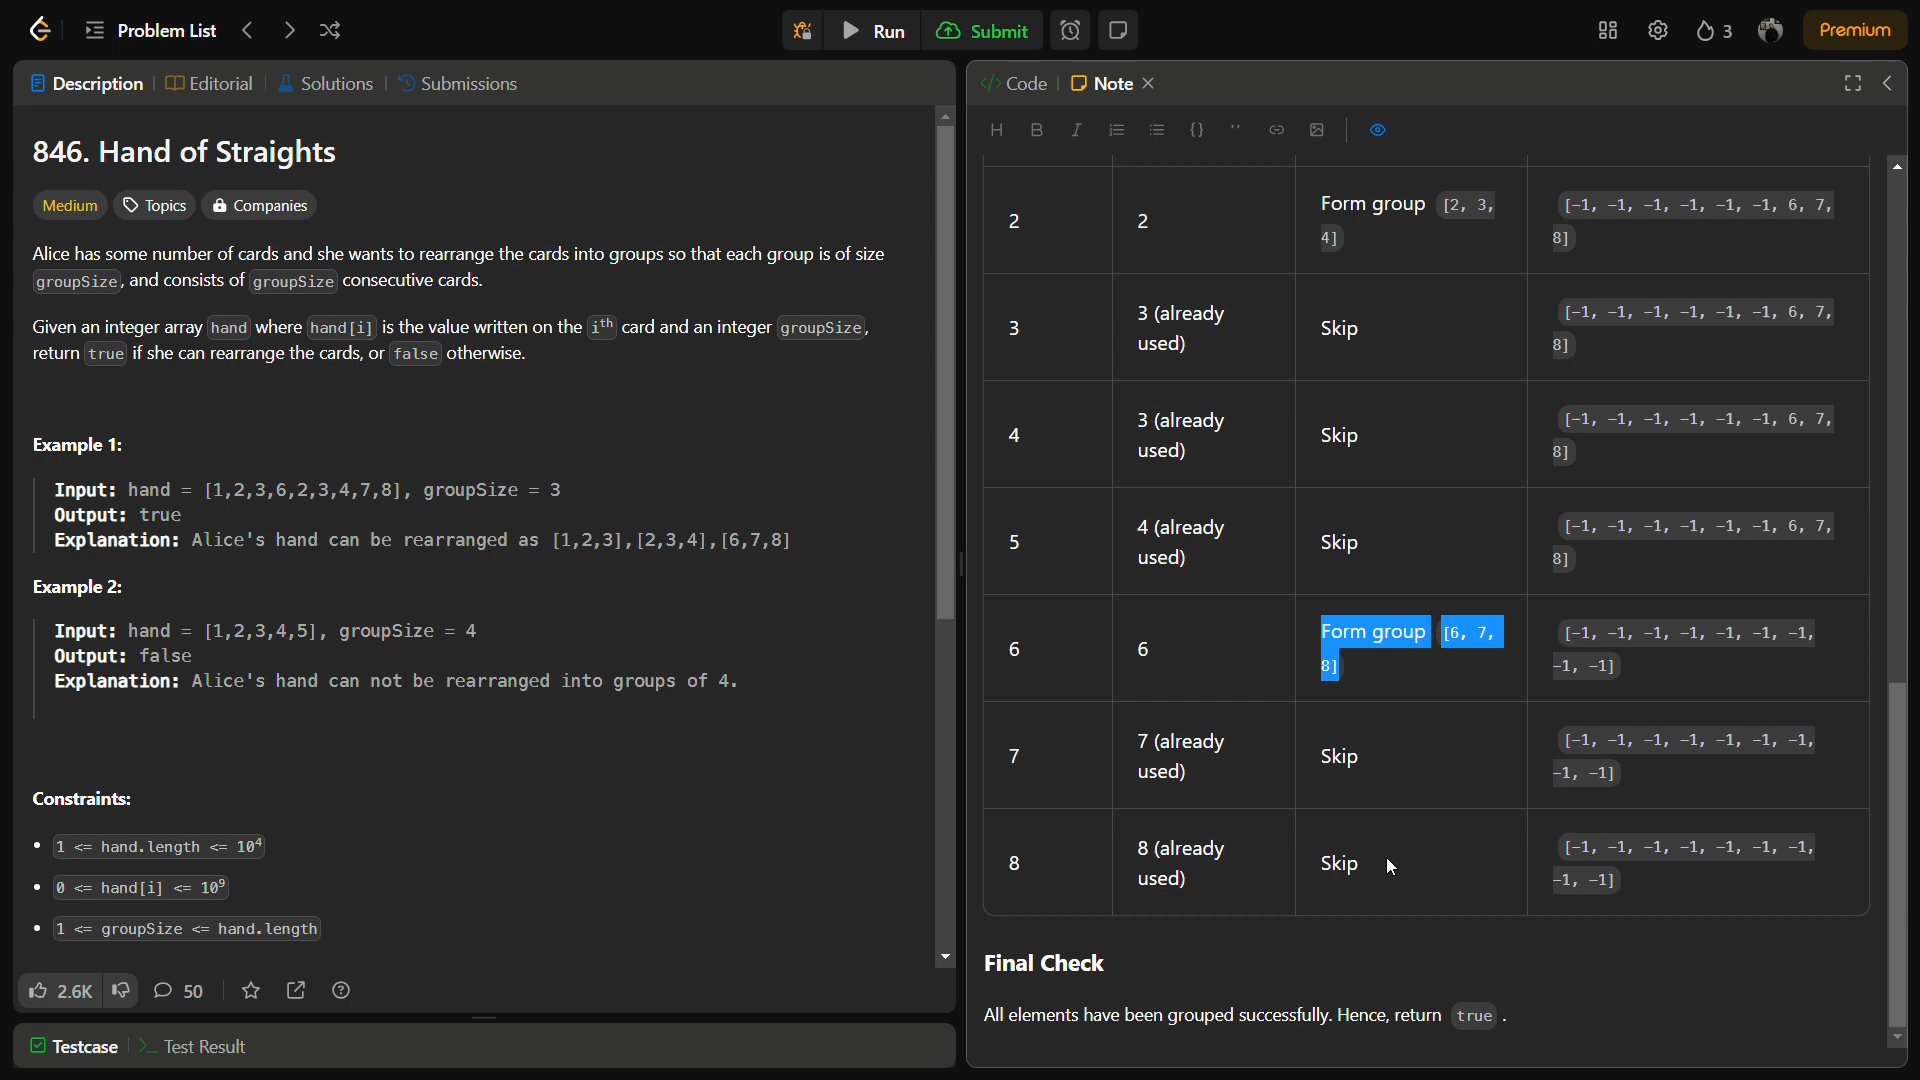 Problem List
Run
Submit
3
Premium
Description
Editorial
Solutions
Submissions
846. Hand of Straights
Medium
Topics
Companies
Alice has some number of cards and she wants to rearrange the cards into groups so that each group is of size
groupSize, and consists of groupSize consecutive cards.
Given an integer array hand where hand[i] is the value written on the ith card and an integer groupSize,
return true if she can rearrange the cards, or false otherwise.
Example 1:
Input: hand = [1,2,3,6,2,3,4,7,8], groupSize = 3
Output: true
Explanation: Alice's hand can be rearranged as [1,2,3],[2,3,4],[6,7,8]
Example 2:
Input: hand = [1,2,3,4,5], groupSize = 4
Output: false
Explanation: Alice's hand can not be rearranged into groups of 4.
Constraints:
• 1 <= hand.length <= 10⁴
• 0 <= hand[i] <= 10⁹
• 1 <= groupSize <= hand.length
2.6K
50
Testcase
Test Result
Code
Note
H B I {} "
2 2 Form group [2, 3, [-1, -1, -1, -1, -1, -1, 6, 7,
4] 8]
3 3 (already Skip [-1, -1, -1, -1, -1, -1, 6, 7,
used) 8]
4 3 (already Skip [-1, -1, -1, -1, -1, -1, 6, 7,
used) 8]
5 4 (already Skip [-1, -1, -1, -1, -1, -1, 6, 7,
used) 8]
6 6 Form group [6, 7, [-1, -1, -1, -1, -1, -1, -1,
8] -1, -1]
7 7 (already Skip [-1, -1, -1, -1, -1, -1, -1,
used) -1, -1]
8 8 (already Skip [-1, -1, -1, -1, -1, -1, -1,
used) -1, -1]
Final Check
All elements have been grouped successfully. Hence, return true .